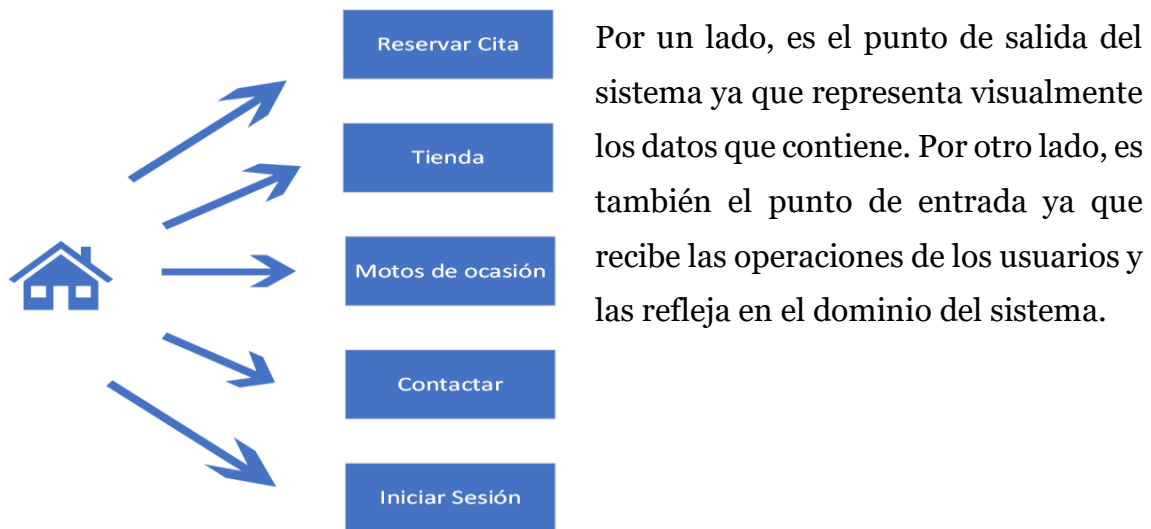 Reservar Cita
Tienda
Motos de ocasión
Contactar
Iniciar Sesión
Por un lado, es el punto de salida del
sistema ya que representa visualmente
los datos que contiene. Por otro lado, es
también el punto de entrada ya que
recibe las operaciones de los usuarios y
las refleja en el dominio del sistema.